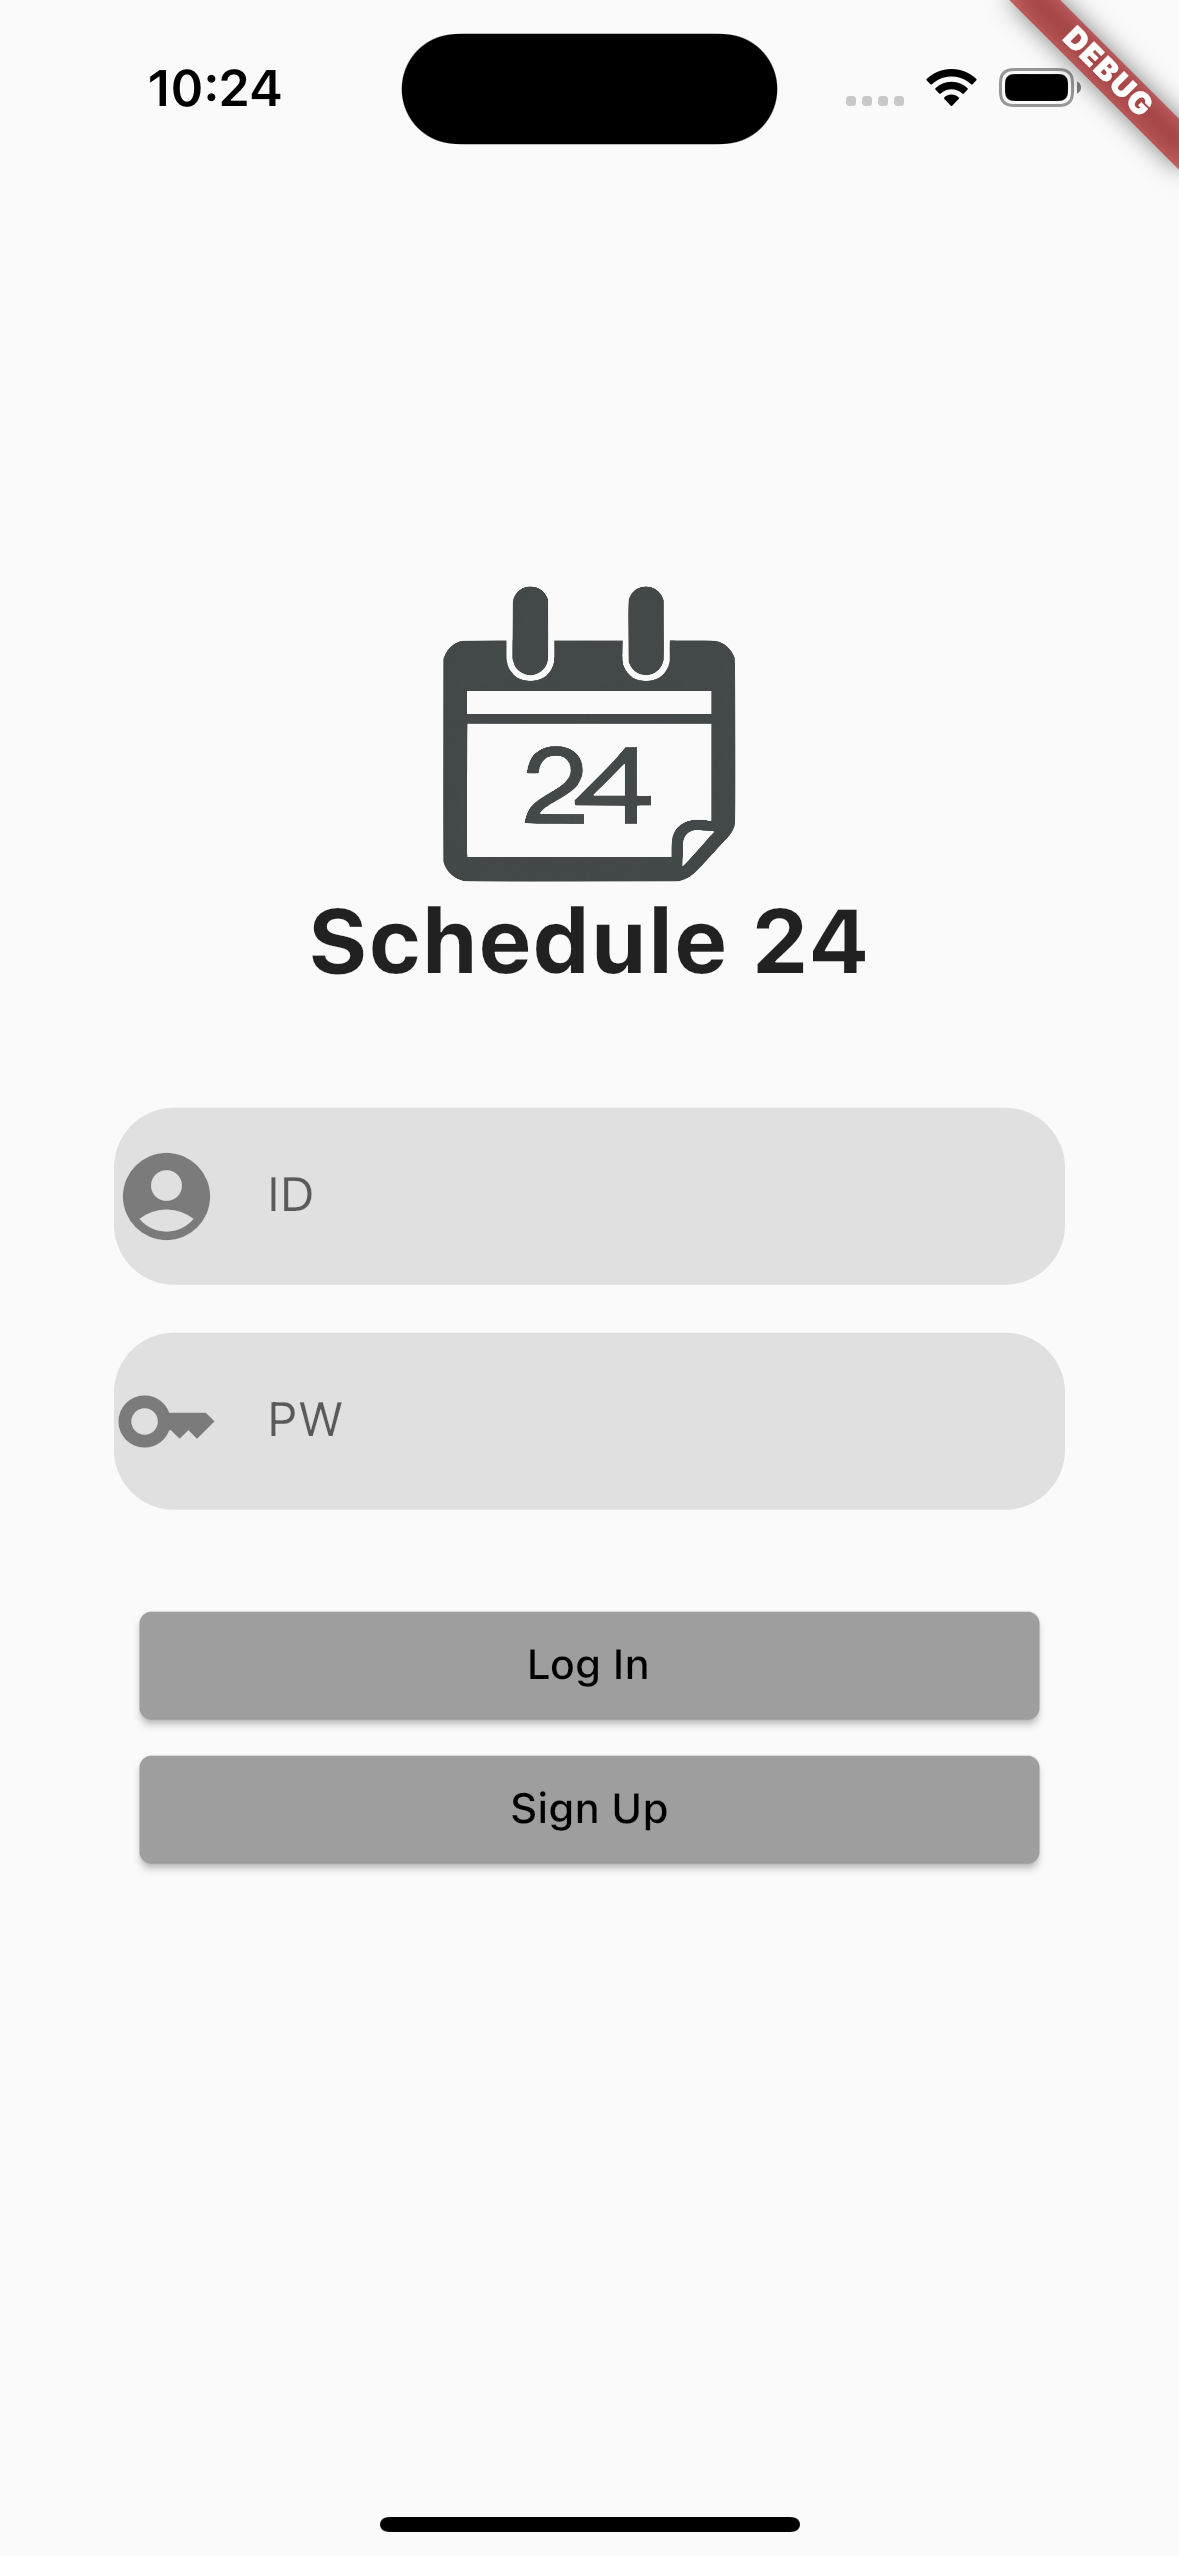 10:24
DEBUG
24
Schedule 24
ID
PW
Log In
Sign Up